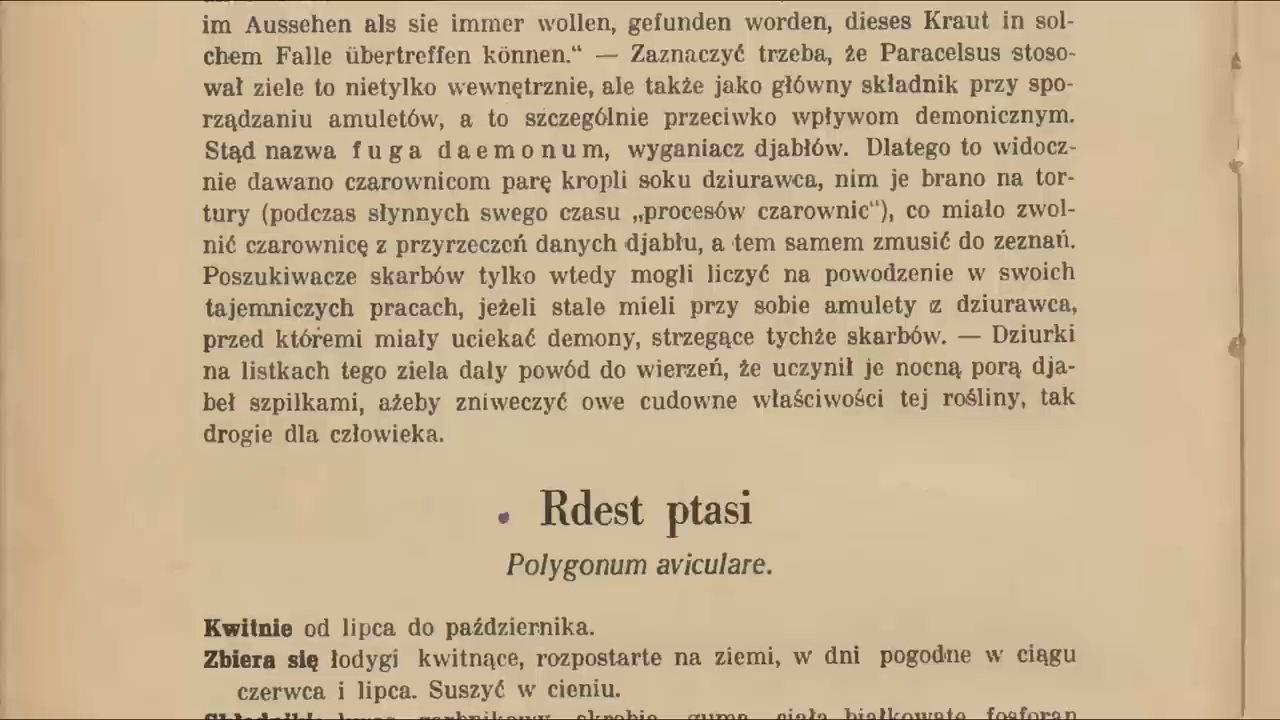 im Aussehen als sie immer wollen, gefunden worden, dieses Kraut in sol-
chem Falle übertreffen können.“ — Zaznaczyć trzeba, że Paracelsus stoso-
wał ziele to nietylko wewnętrznie, ale także jako główny składnik przy spo-
rządzaniu amuletów, a to szczególnie przeciwko wpływom demonicznym.
Stąd nazwa fuga daemonum, wyganiacz djabłów. Dlatego to widocz-
nie dawano czarownicom parę kropli soku dziurawca, nim je brano na tor-
tury (podczas słynnych swego czasu „procesów czarownic“), co miało zwol-
nić czarownicę z przyrzeczeń danych djabłu, a tem samem zmusić do zeznań.
Poszukiwacze skarbów tylko wtedy mogli liczyć na powodzenie w swoich
tajemniczych pracach, jeżeli stale mieli przy sobie amulety z dziurawca,
przed któremi miały uciekać demony, strzegące tychże skarbów. — Dziurki
na listkach tego ziela dały powód do wierzeń, że uczynił je nocną porą dja-
beł szpilkami, ażeby zniweczyć owe cudowne właściwości tej rośliny, tak
drogie dla człowieka.
Rdest ptasi
Polygonum aviculare.
Kwitnie od lipca do października.
Zbiera się łodygi kwitnące, rozpostarte na ziemi, w dni pogodne w ciągu
czerwca i lipca. Suszyć w cieniu.